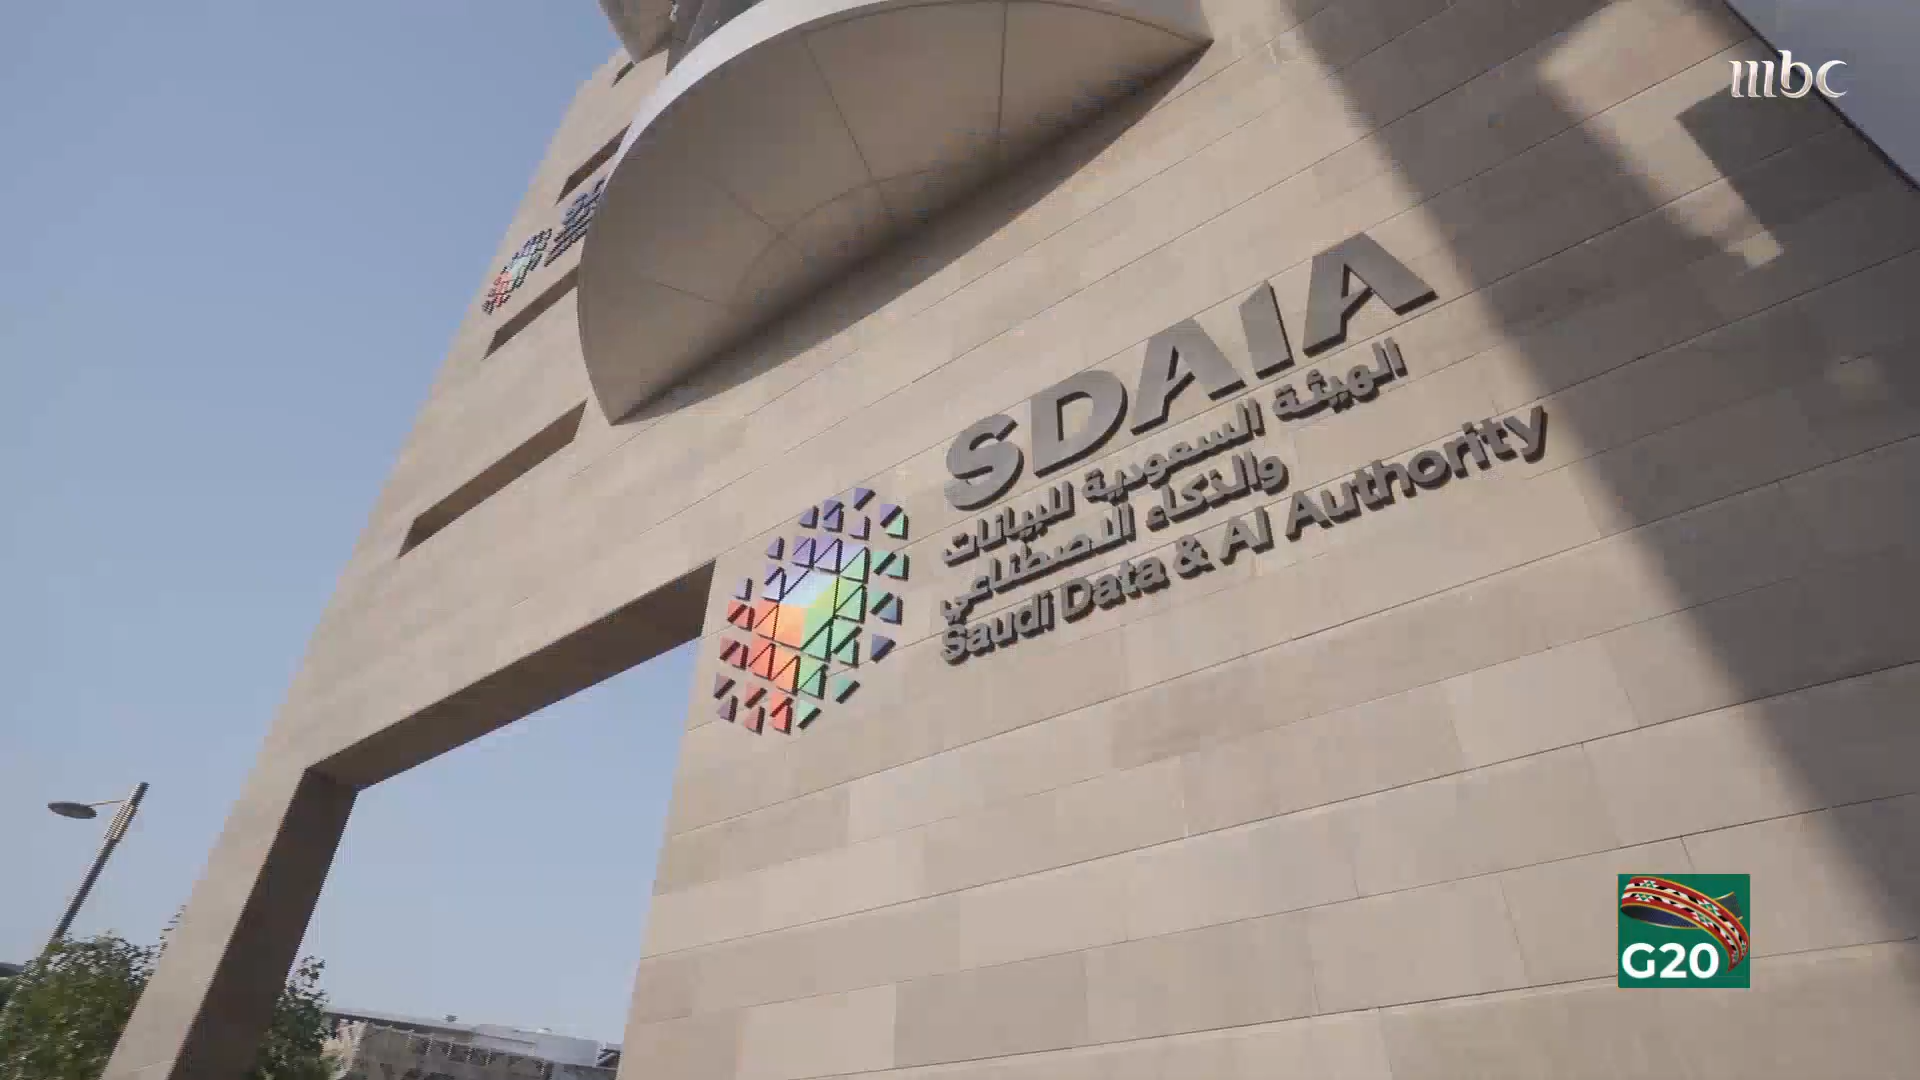 mbc
SDAIA
الهيئة السعودية للبيانات
والذكاء الاصطناعي
Saudi Data & AI Authority
G20